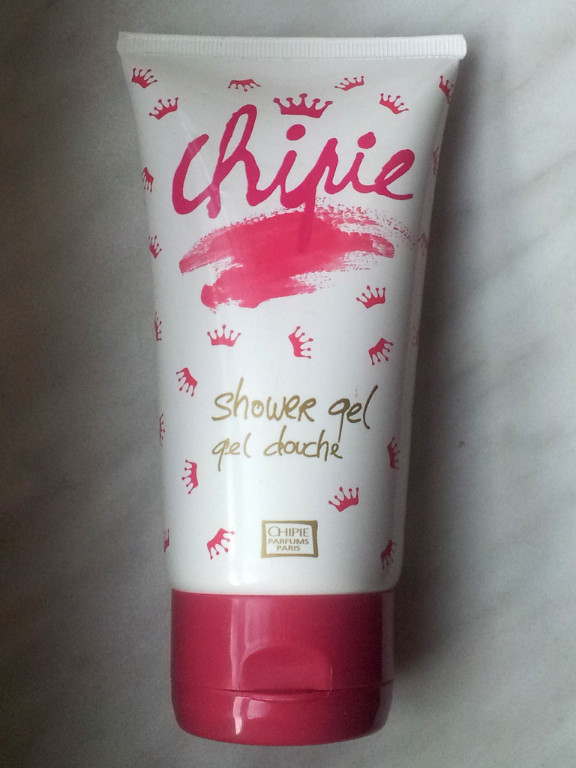 chipie
shower gel
gel douche
CHIPIE
PARFUMS
PARIS